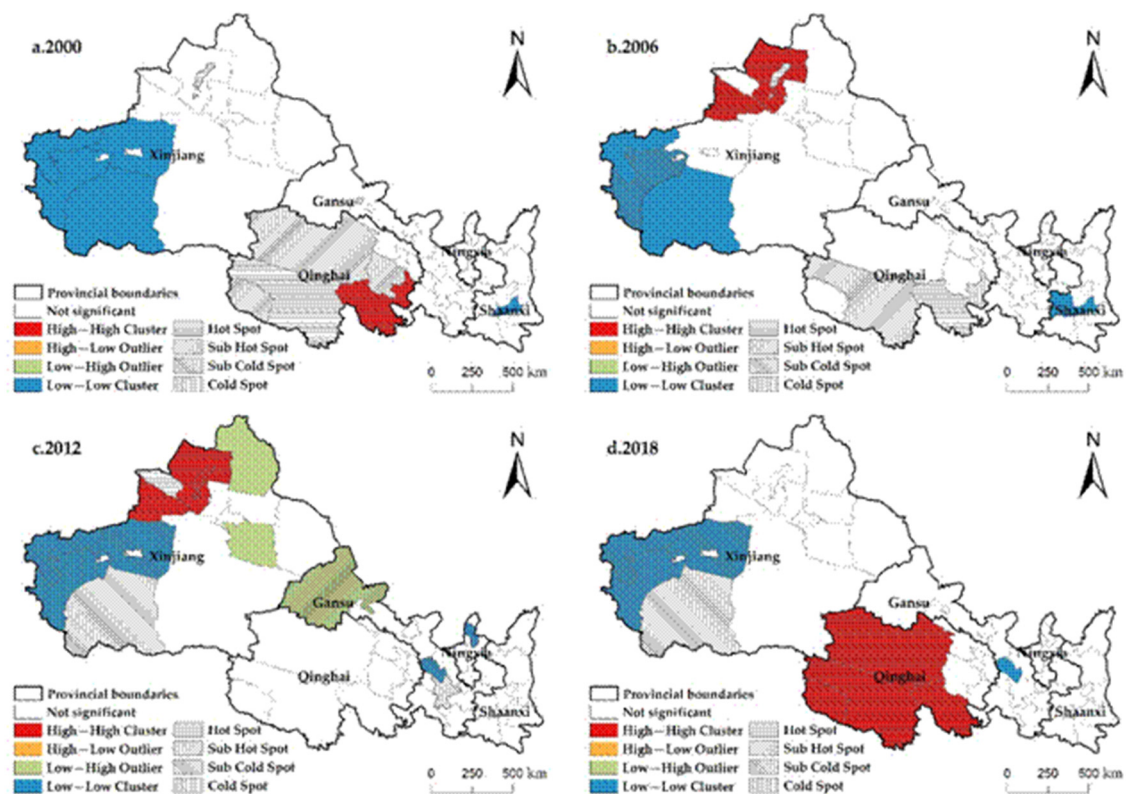 a.2000
N
Xinjiang
Gansu
Ningxia
Qinghai
Shaanxi
Provincial boundaries
Not significant
High—High Cluster
High—Low Outlier
Low—High Outlier
Low—Low Cluster
Hot Spot
Sub Hot Spot
Sub Cold Spot
Cold Spot
0 250 500 km
b.2006
N
Xinjiang
Gansu
Ningxia
Qinghai
Shaanxi
Provincial boundaries
Not significant
High—High Cluster
High—Low Outlier
Low—High Outlier
Low—Low Cluster
Hot Spot
Sub Hot Spot
Sub Cold Spot
Cold Spot
0 250 500 km
c.2012
N
Xinjiang
Gansu
Ningxia
Qinghai
Shaanxi
Provincial boundaries
Not significant
High—High Cluster
High—Low Outlier
Low—High Outlier
Low—Low Cluster
Hot Spot
Sub Hot Spot
Sub Cold Spot
Cold Spot
0 250 500 km
d.2018
N
Xinjiang
Gansu
Ningxia
Qinghai
Shaanxi
Provincial boundaries
Not significant
High—High Cluster
High—Low Outlier
Low—High Outlier
Low—Low Cluster
Hot Spot
Sub Hot Spot
Sub Cold Spot
Cold Spot
0 250 500 km